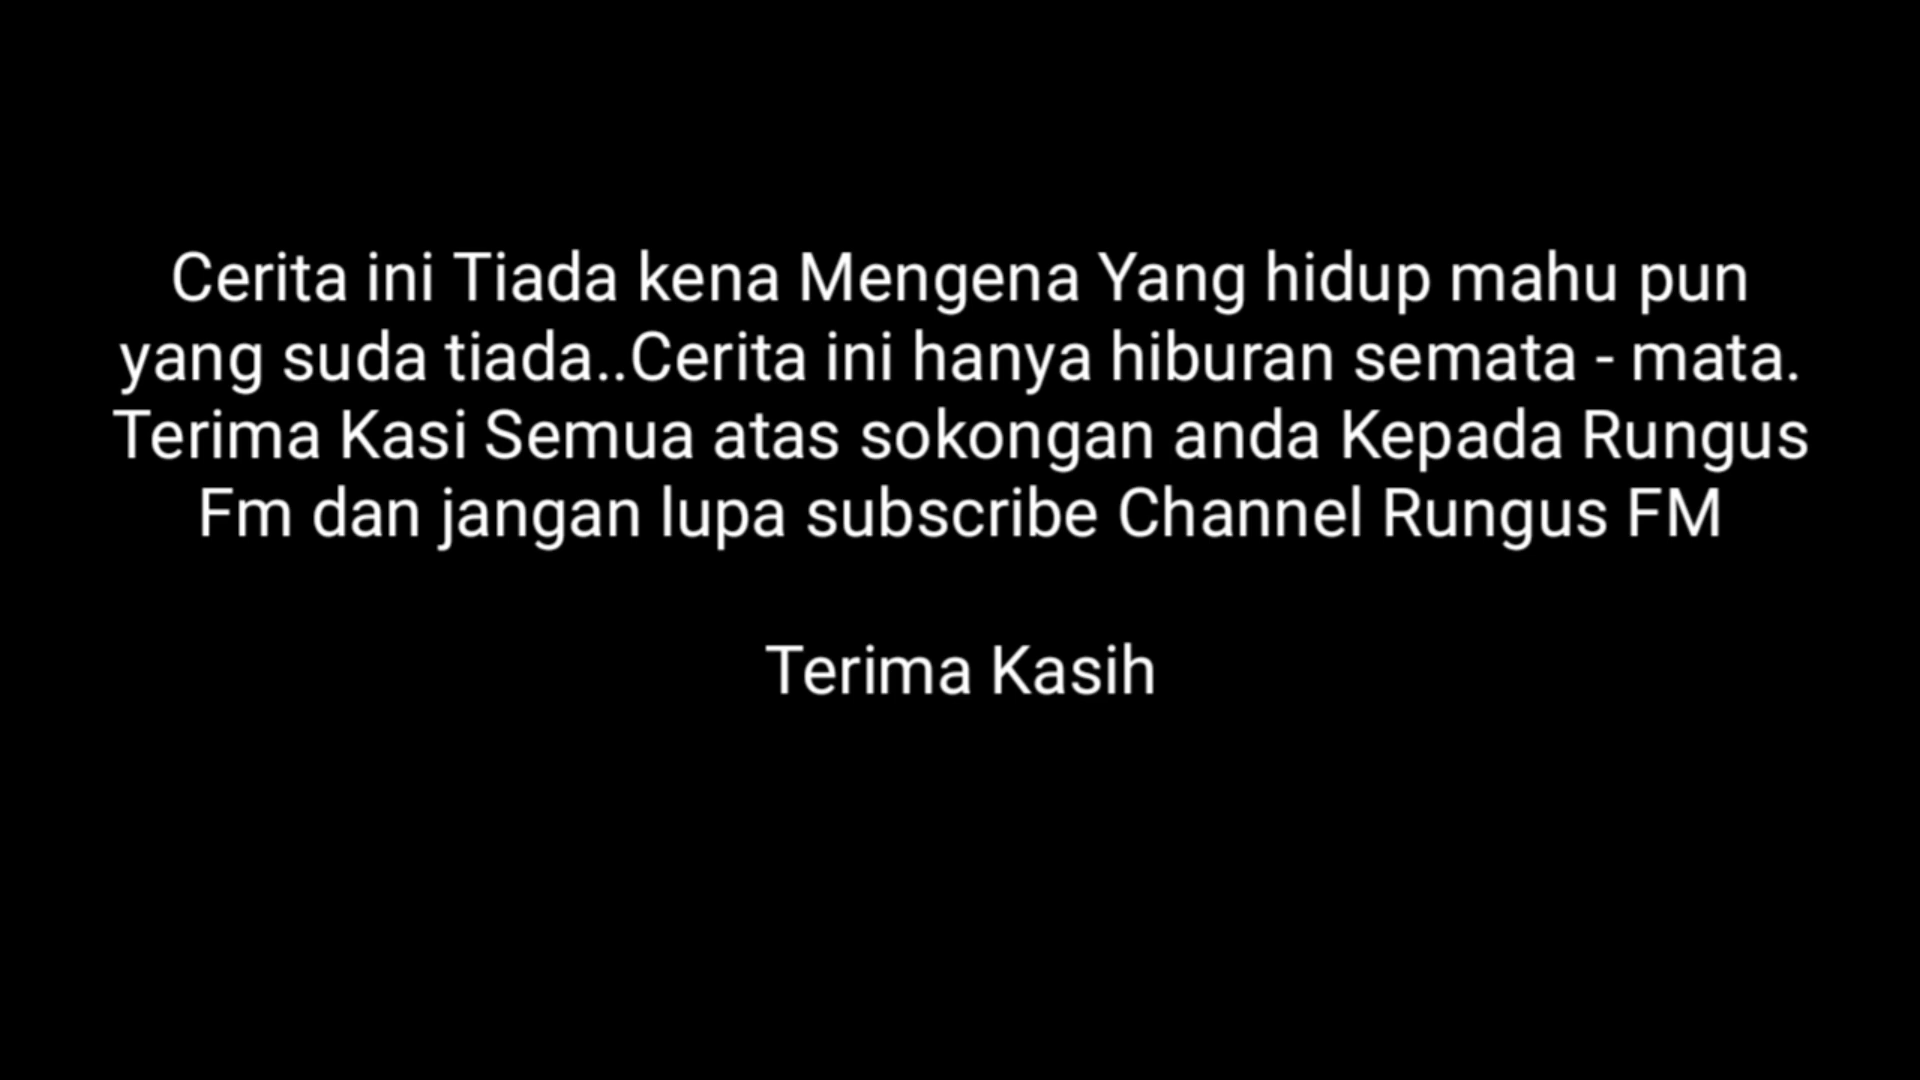 Cerita ini Tiada kena Mengena Yang hidup mahu pun
yang suda tiada..Cerita ini hanya hiburan semata - mata.
Terima Kasi Semua atas sokongan anda Kepada Rungus
Fm dan jangan lupa subscribe Channel Rungus FM
Terima Kasih